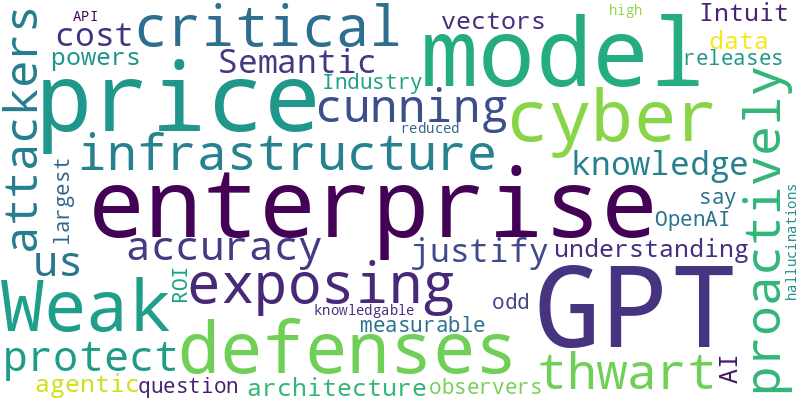 API
high
cost
critical
vectors
Intuit
attackers
powers
Semantic
model
data
releases
price
Industry
cunning
cyber
reduced
proactively
infrastructure
knowledge
largest
enterprise
say
OpenAI
hallucinations
us
accuracy
justify
understanding
ROI
exposing
GPT
Weak
knowledgable
odd
measurable
protect
defenses
thwart
AI
agentic
question
architecture
observers